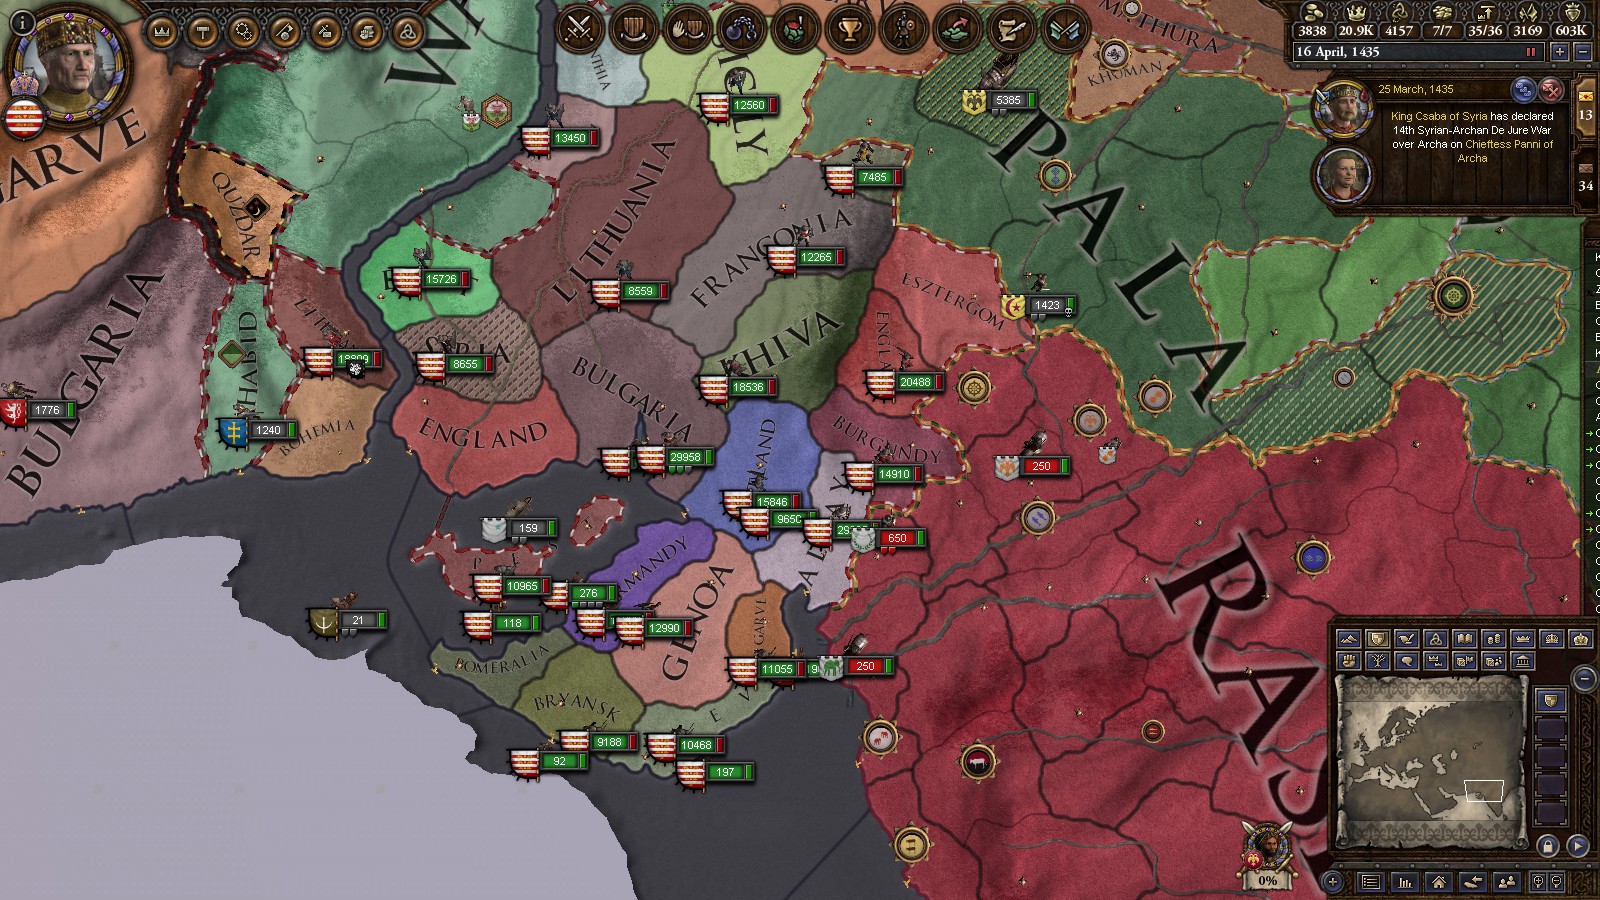 3838 20.9K 4157 7/7 35/36 3169 603K
16 April, 1435
25 March, 1435
King Csaba of Syria has declared
14th Syrian-Archan De Jure War
over Archa on Chieftess Panni of
Archa
13
34
MATHURA
KHUMAN
5385
12560
13450
7485
QUZDAR
LITHUANIA
FRANCONIA
PALA
12265
15726
8559
ESZTERGOM
1423
BULGARIA
KHIVA
18809
8655
18536
20488
ENGLAND
BULGARIA
1776
1240
BOHEMIA
BURGUNDY
29958
14910
250
15846
9650
159
650
10965
276
GENOA
118
12990
21
POMERALIA
11055
250
BRYANSK
9188
10468
92
197
0%